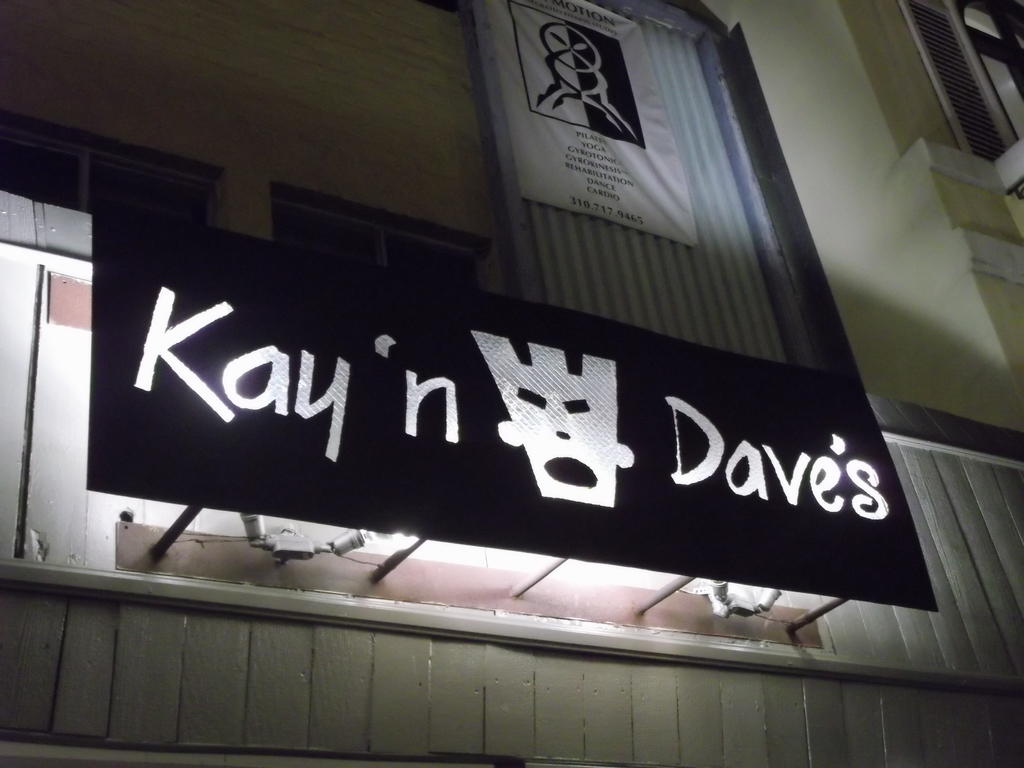 MOTION
PILATES
YOGA
GYROTONIC
GYROKINESIS
REHABILITATION
DANCE
CARDIO
310.717.9465
Kay 'n Dave's